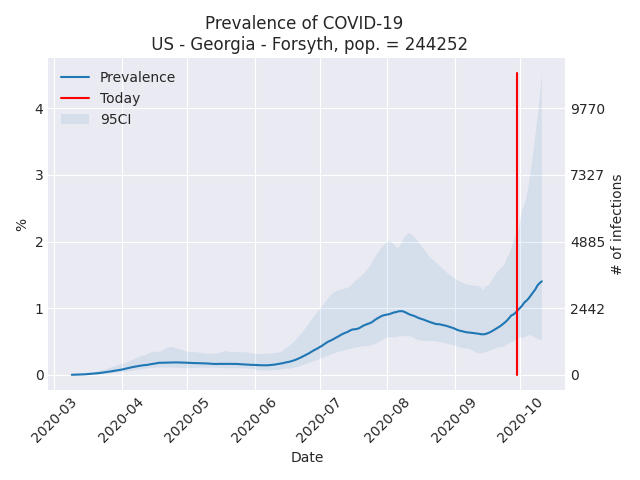 Prevalence of COVID-19
US - Georgia - Forsyth, pop. = 244252
Prevalence
Today
95CI
4
3
2
1
0
%
9770
7327
4885
2442
0
# of infections
2020-03
2020-04
2020-05
2020-06
2020-07
2020-08
2020-09
2020-10
Date